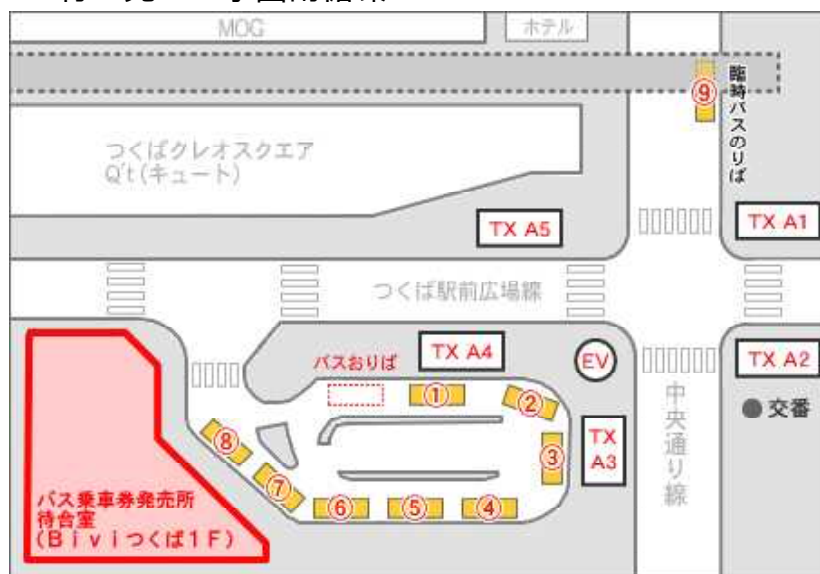 MOG
ホテル
⑨
臨時バスのりば
つくばクレオスクエア
Q't(キュート)
TX A5
TX A1
つくば駅前広場線
バスおりば
TX A4
EV
TX A2
中央通り線
●交番
①
②
③
TX
A3
⑧
⑦
⑥
⑤
④
バス乗車券発売所
待合室
(Biviつくば1F)